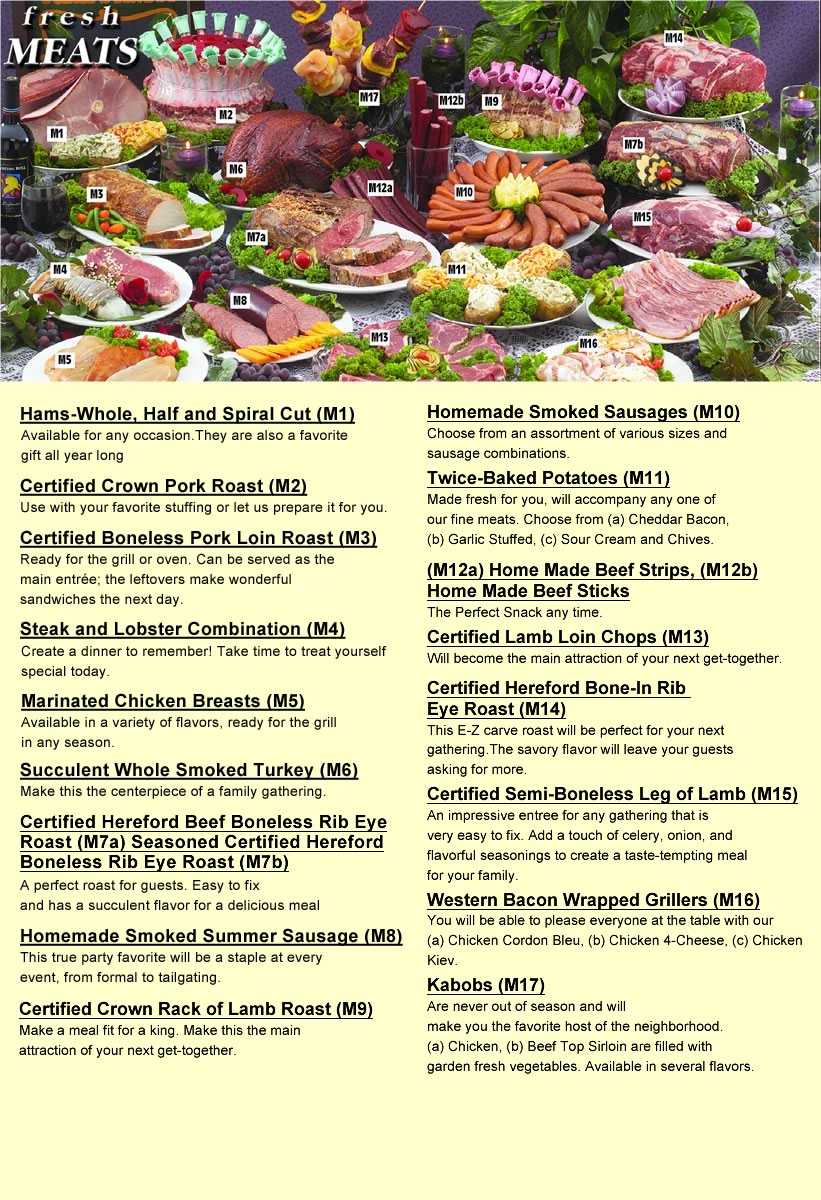 fresh
MEATS
M14
M17
M12b
M9
M2
M1
M7b
M6
M12a
M10
M3
M15
M7a
M4
M11
M8
M13
M16
M5
Hams-Whole, Half and Spiral Cut (M1)
Available for any occasion.They are also a favorite
gift all year long
Certified Crown Pork Roast (M2)
Use with your favorite stuffing or let us prepare it for you.
Certified Boneless Pork Loin Roast (M3)
Ready for the grill or oven. Can be served as the
main entrée; the leftovers make wonderful
sandwiches the next day.
Steak and Lobster Combination (M4)
Create a dinner to remember! Take time to treat yourself
special today.
Marinated Chicken Breasts (M5)
Available in a variety of flavors, ready for the grill
in any season.
Succulent Whole Smoked Turkey (M6)
Make this the centerpiece of a family gathering.
Certified Hereford Beef Boneless Rib Eye
Roast (M7a) Seasoned Certified Hereford
Boneless Rib Eye Roast (M7b)
A perfect roast for guests. Easy to fix
and has a succulent flavor for a delicious meal
Homemade Smoked Summer Sausage (M8)
This true party favorite will be a staple at every
event, from formal to tailgating.
Certified Crown Rack of Lamb Roast (M9)
Make a meal fit for a king. Make this the main
attraction of your next get-together.
Homemade Smoked Sausages (M10)
Choose from an assortment of various sizes and
sausage combinations.
Twice-Baked Potatoes (M11)
Made fresh for you, will accompany any one of
our fine meats. Choose from (a) Cheddar Bacon,
(b) Garlic Stuffed, (c) Sour Cream and Chives.
(M12a) Home Made Beef Strips, (M12b)
Home Made Beef Sticks
The Perfect Snack any time.
Certified Lamb Loin Chops (M13)
Will become the main attraction of your next get-together.
Certified Hereford Bone-In Rib
Eye Roast (M14)
This E-Z carve roast will be perfect for your next
gathering.The savory flavor will leave your guests
asking for more.
Certified Semi-Boneless Leg of Lamb (M15)
An impressive entree for any gathering that is
very easy to fix. Add a touch of celery, onion, and
flavorful seasonings to create a taste-tempting meal
for your family.
Western Bacon Wrapped Grillers (M16)
You will be able to please everyone at the table with our
(a) Chicken Cordon Bleu, (b) Chicken 4-Cheese, (c) Chicken
Kiev.
Kabobs (M17)
Are never out of season and will
make you the favorite host of the neighborhood.
(a) Chicken, (b) Beef Top Sirloin are filled with
garden fresh vegetables. Available in several flavors.